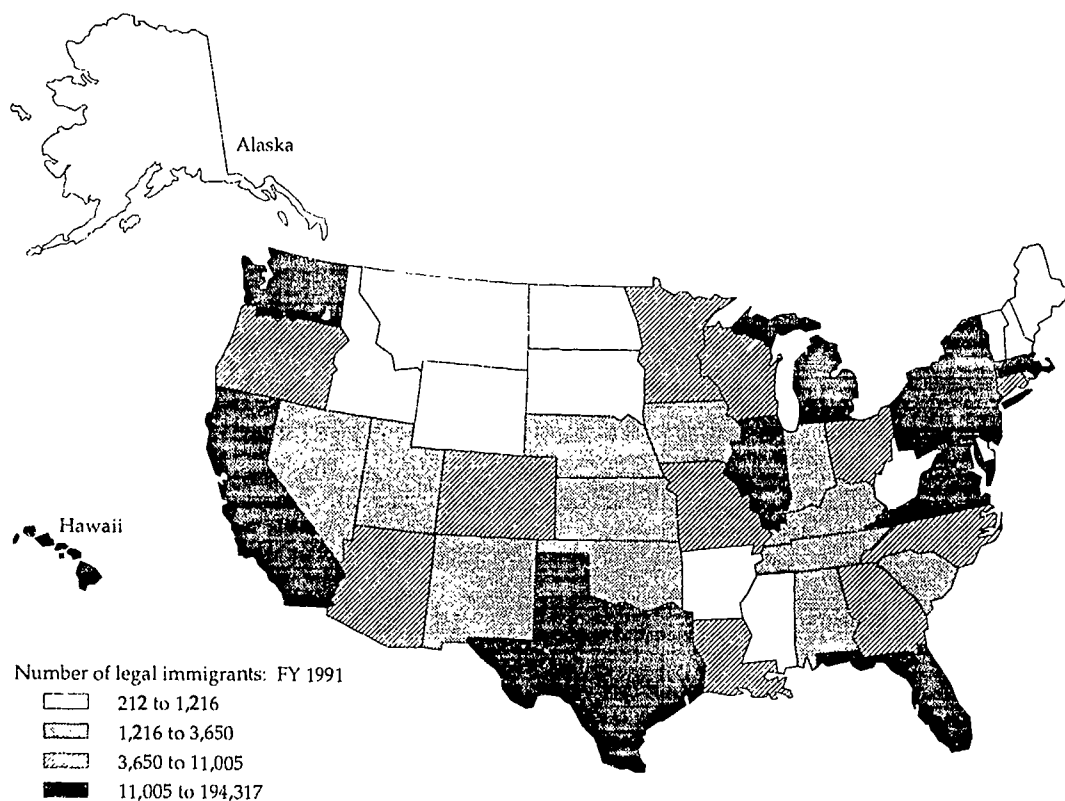 Alaska
Hawaii
Number of legal immigrants: FY 1991
212 to 1,216
1,216 to 3,650
3,650 to 11,005
11,005 to 194,317